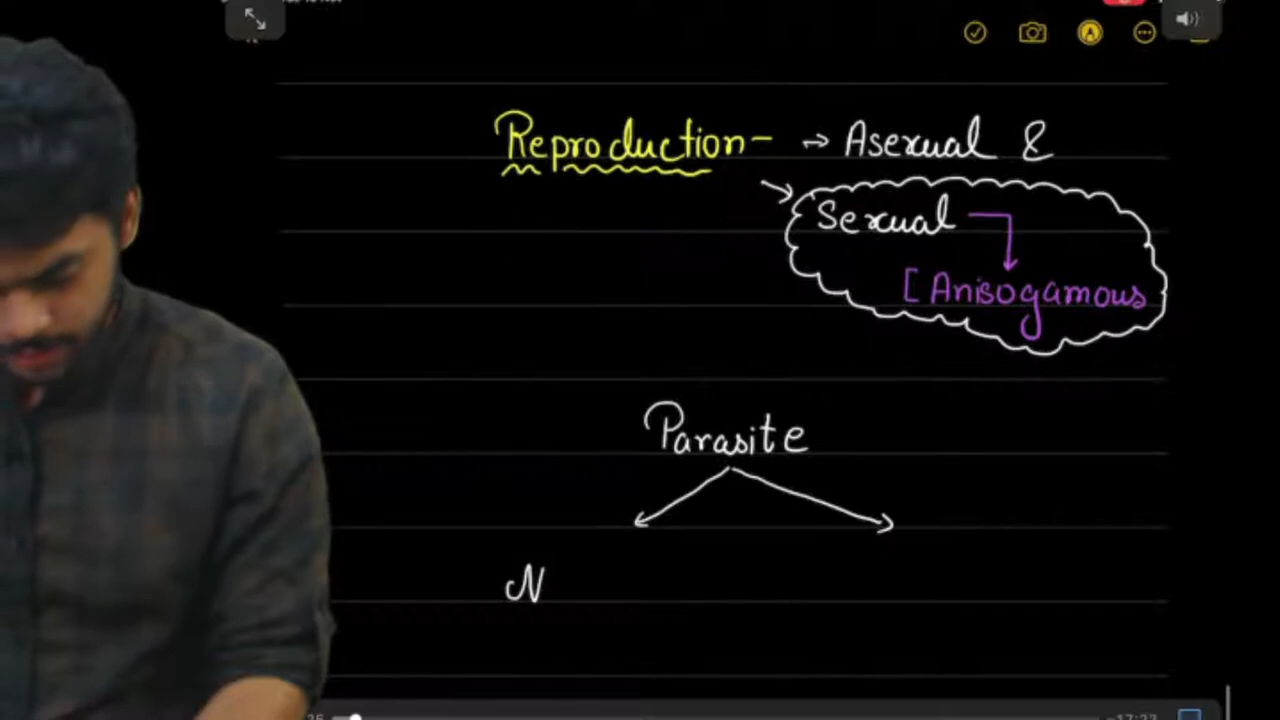 Reproduction- → Asexual &
Sexual
[Anisogamous
Parasite
N